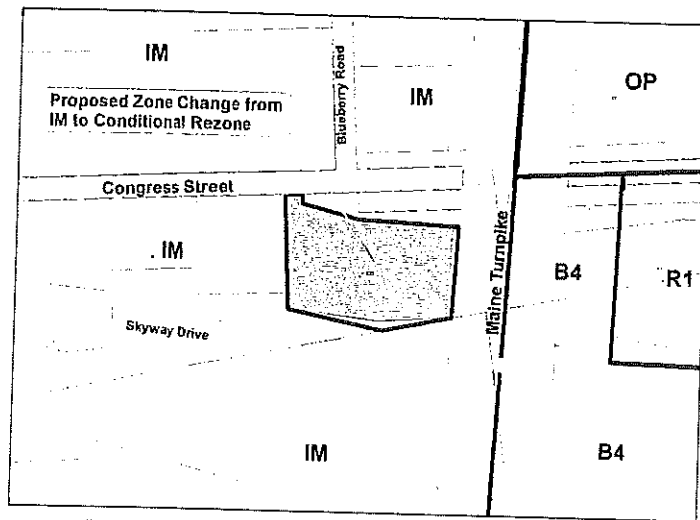 IM
OP
Proposed Zone Change from
IM to Conditional Rezone
Blueberry Road
IM
Congress Street
Maine Turnpike
. IM
B4
R1
Skyway Drive
IM
B4